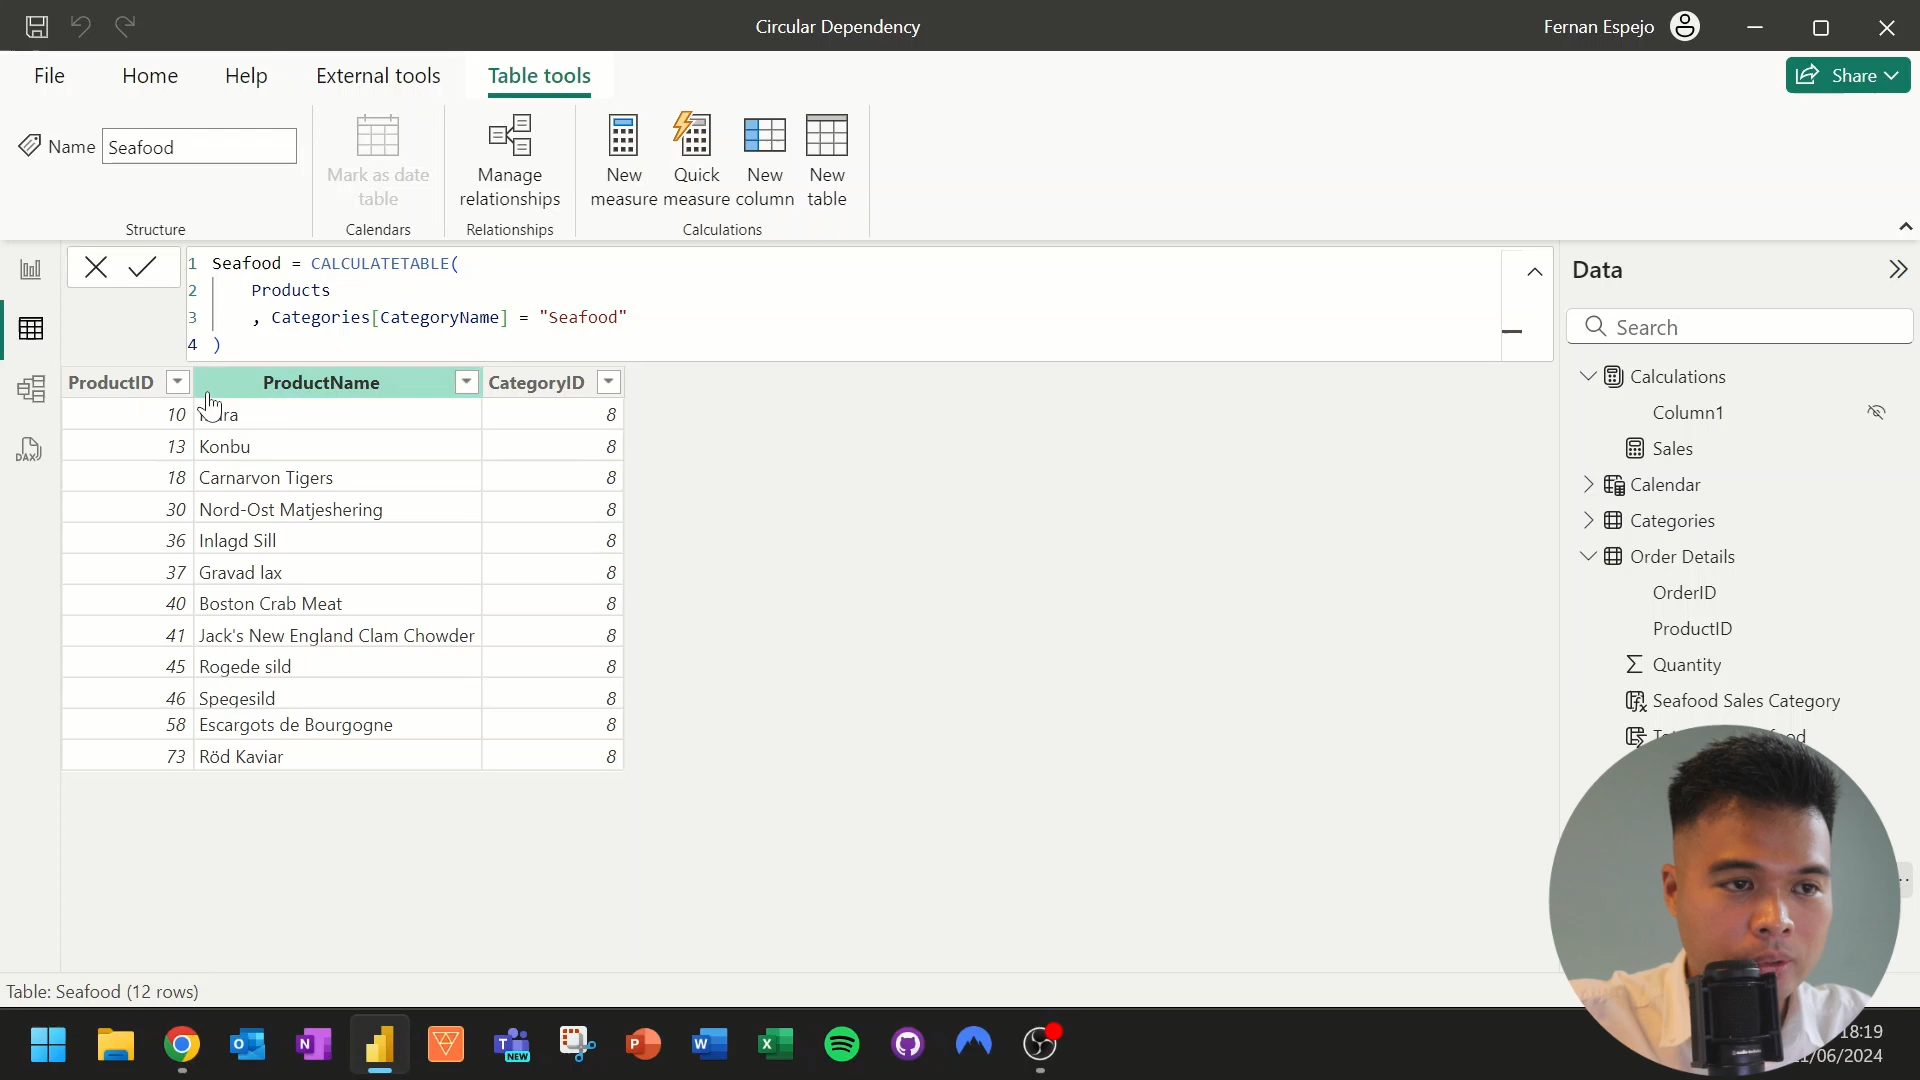 Circular Dependency
Fernan Espejo
File Home Help External tools Table tools
Share
Name Seafood
Mark as date table
Manage relationships
New measure
Quick measure
New column
New table
Structure Calendars Relationships Calculations
1 Seafood = CALCULATETABLE(
2 Products
3 , Categories[CategoryName] = "Seafood"
4 )
Data
Search
Calculations
Column1
Sales
Calendar
Categories
Order Details
OrderID
ProductID
Quantity
Seafood Sales Category
ProductID ProductName CategoryID
10 8
13 Konbu 8
18 Carnarvon Tigers 8
30 Nord-Ost Matjeshering 8
36 Inlagd Sill 8
37 Gravad lax 8
40 Boston Crab Meat 8
41 Jack's New England Clam Chowder 8
45 Rogede sild 8
46 Spegesild 8
58 Escargots de Bourgogne 8
73 Röd Kaviar 8
DAX
Table: Seafood (12 rows)
NEW
18:19
/06/2024